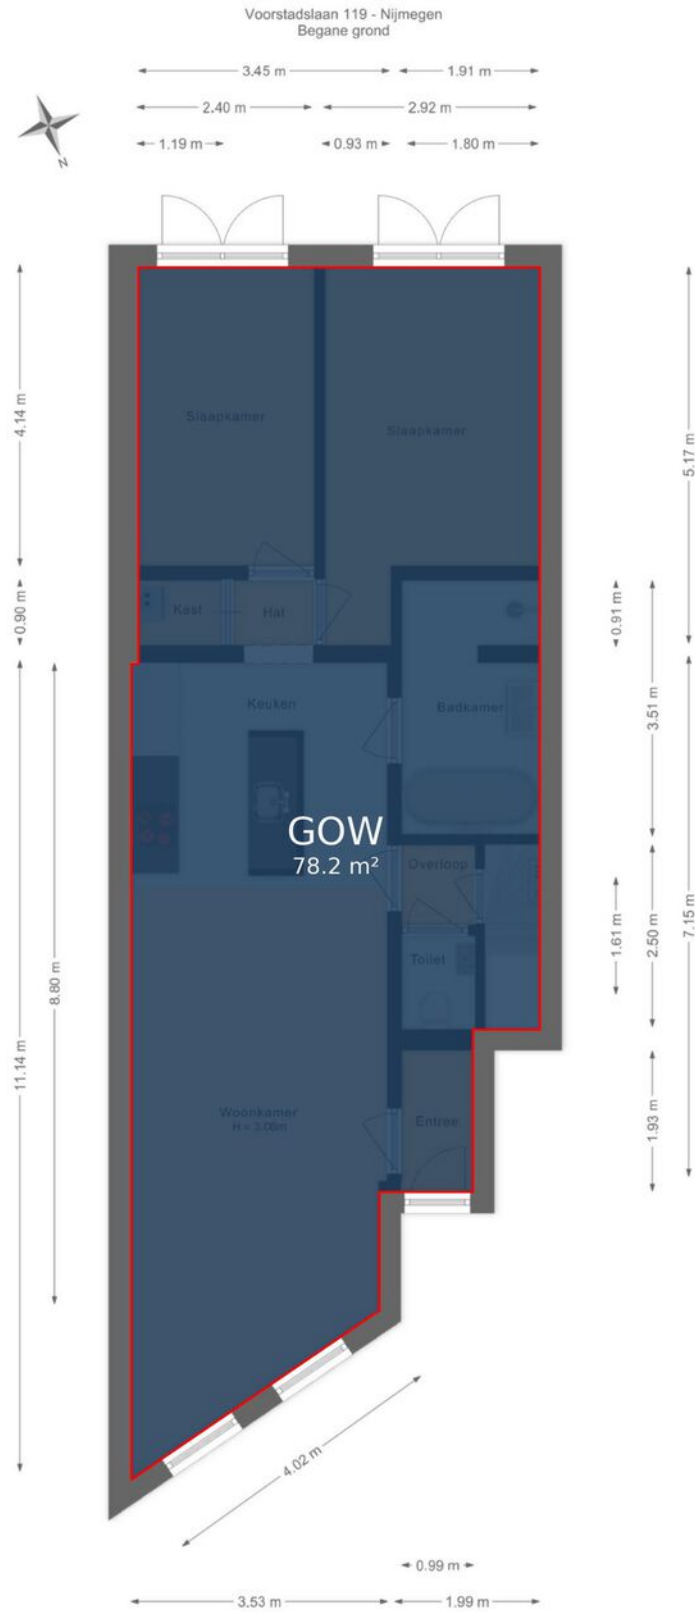 Voorstadslaan 119 - Nijmegen
Begane grond
3.45 m
1.91 m
2.40 m
2.92 m
1.19 m
0.93 m
1.80 m
N
4.14 m
5.17 m
Slaapkamer
Slaapkamer
0.90 m
Kast
Hal
0.91 m
3.51 m
Keuken
Badkamer
GOW
78.2 m²
Overloop
Toilet
1.61 m
2.50 m
7.15 m
8.80 m
11.14 m
Woonkamer
H = 3.08m
Entree
1.93 m
4.02 m
0.99 m
3.53 m
1.99 m